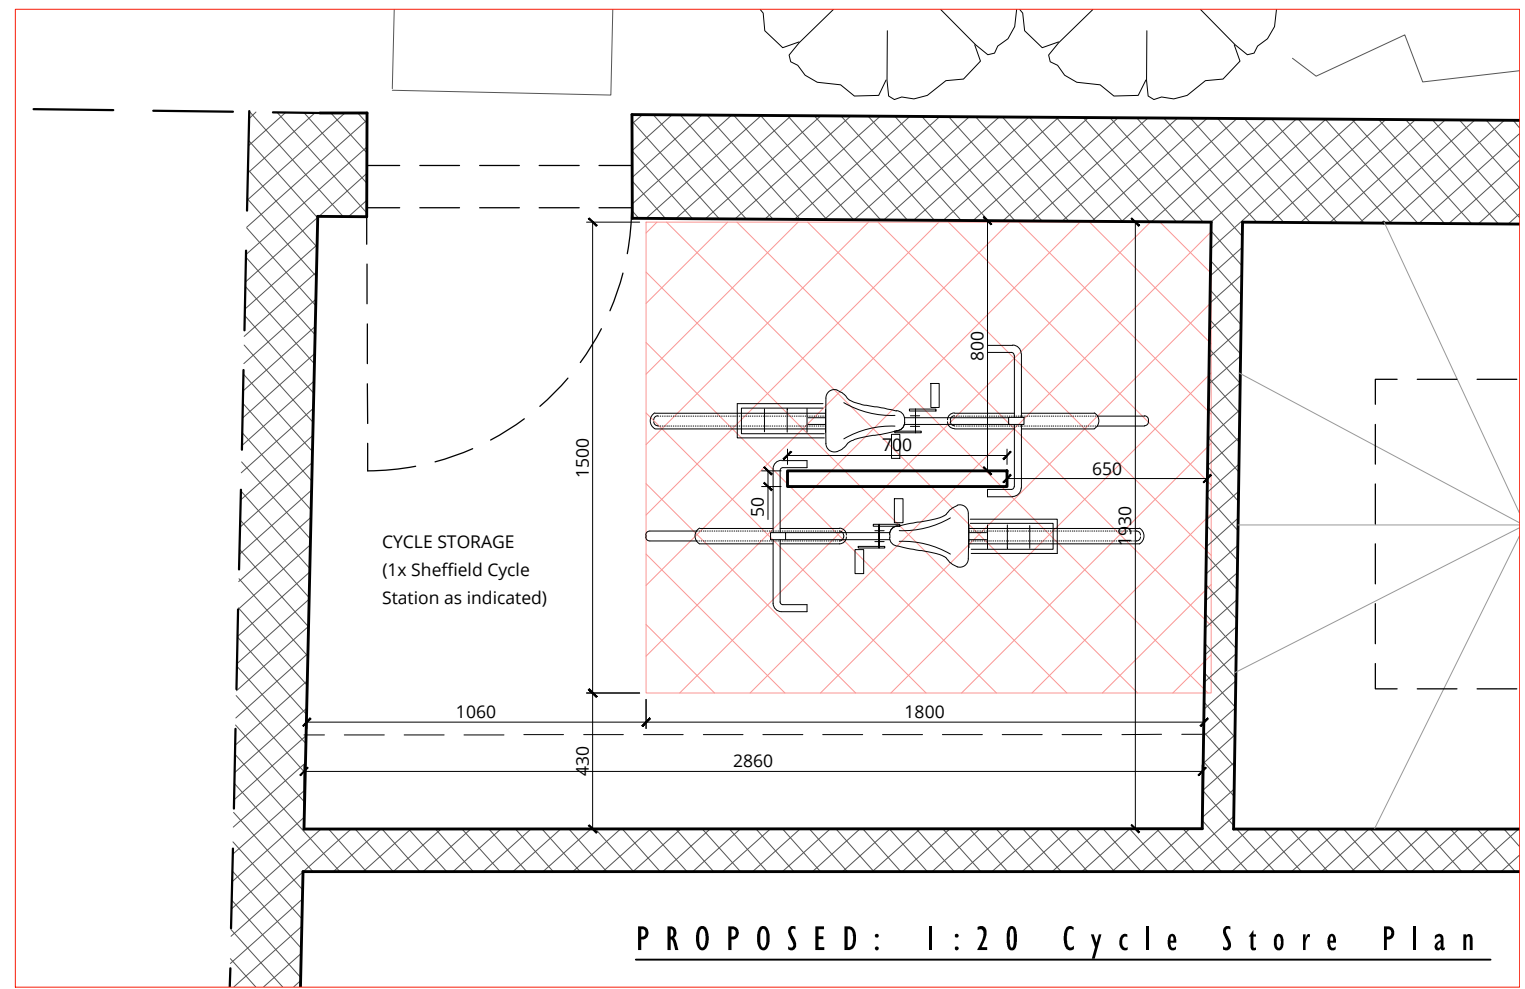 800
700
650
1500
50
1930
CYCLE STORAGE
(1x Sheffield Cycle
Station as indicated)
1060
1800
430
2860
PROPOSED: 1:20 Cycle Store Plan